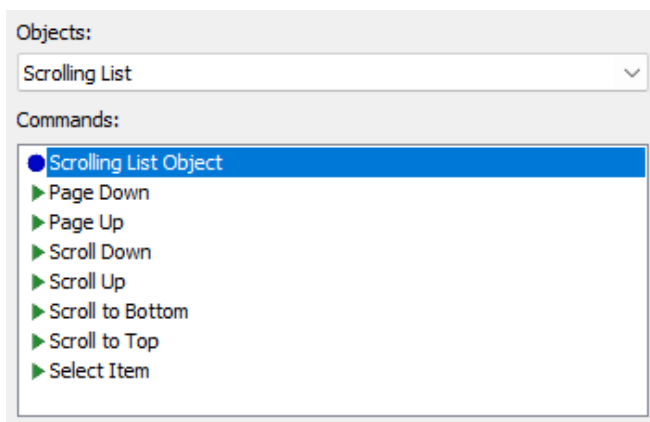 Objects:
Scrolling List
Commands:
Scrolling List Object
Page Down
Page Up
Scroll Down
Scroll Up
Scroll to Bottom
Scroll to Top
Select Item